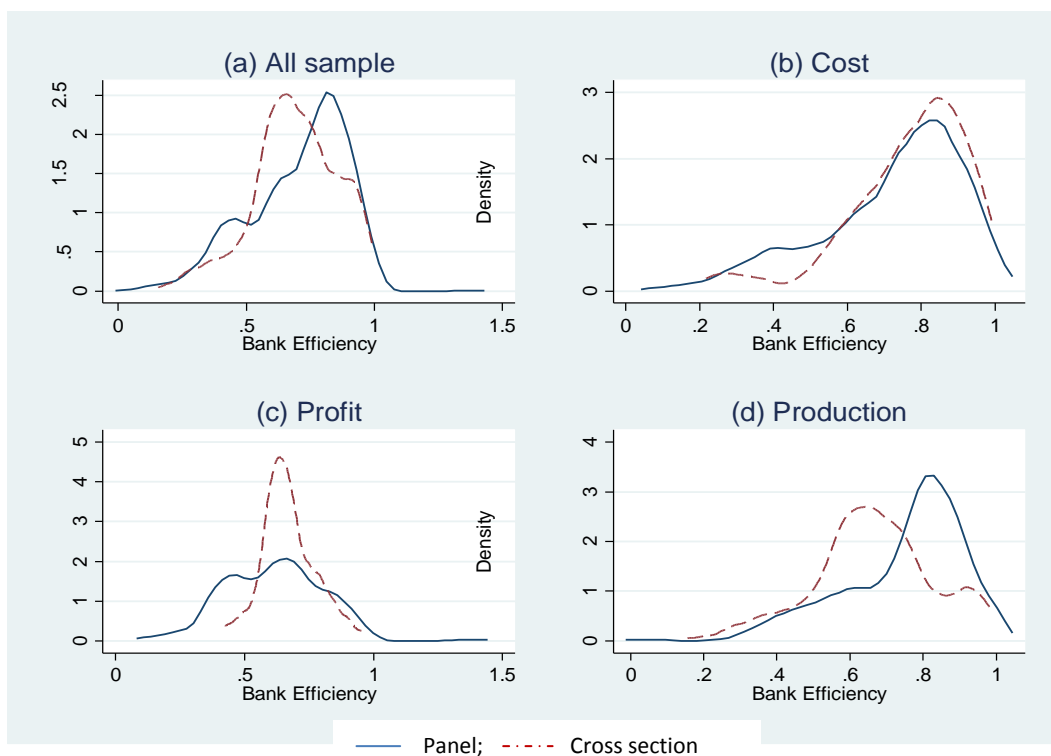 (a) All sample
0 .5 1 1.5 2 2.5
0 .5 1 1.5
Bank Efficiency
(b) Cost
Density
0 1 2 3
0 .2 .4 .6 .8 1
Bank Efficiency
(c) Profit
0 1 2 3 4 5
0 .5 1 1.5
Bank Efficiency
(d) Production
Density
0 1 2 3 4
0 .2 .4 .6 .8 1
Bank Efficiency
Panel; Cross section